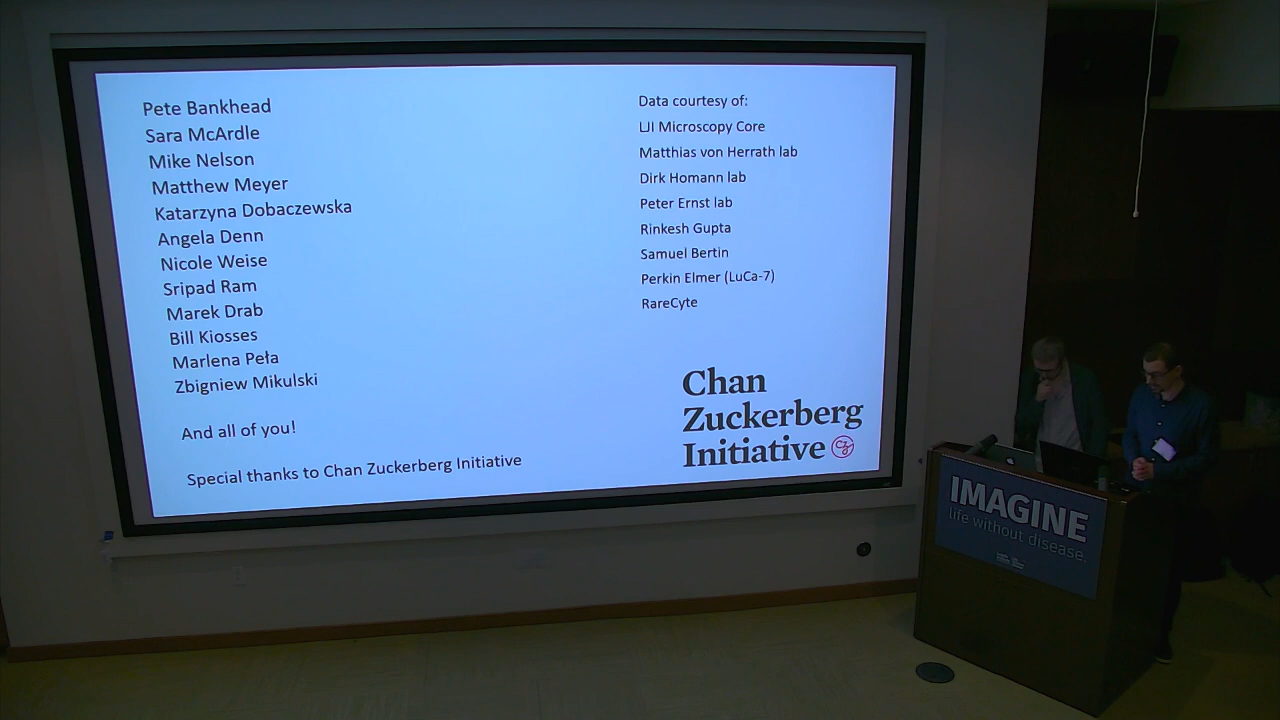 Pete Bankhead
Sara McArdle
Mike Nelson
Matthew Meyer
Katarzyna Dobaczewska
Angela Denn
Nicole Weise
Sripad Ram
Marek Drab
Bill Kiosses
Marlena Peła
Zbigniew Mikulski
And all of you!
Special thanks to Chan Zuckerberg Initiative
Data courtesy of:
LJI Microscopy Core
Matthias von Herrath lab
Dirk Homann lab
Peter Ernst lab
Rinkesh Gupta
Samuel Bertin
Perkin Elmer (LuCa-7)
RareCyte
Chan
Zuckerberg
Initiative
IMAGINE
life without disease.